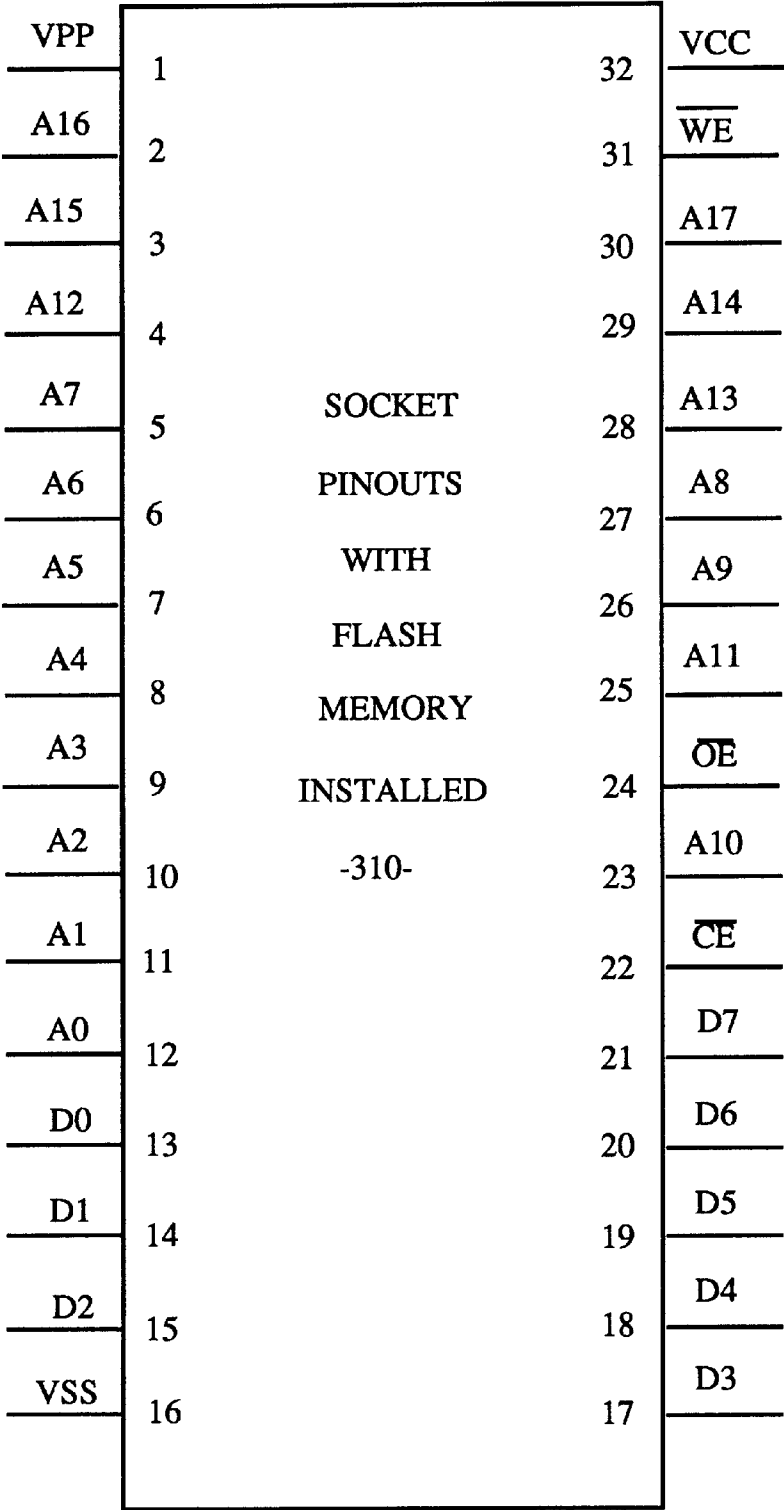 VPP 1 32 VCC
A16 2 31 W̅E̅
A15 3 30 A17
A12 4 29 A14
A7 5 28 A13
SOCKET
A6 6 27 A8
PINOUTS
A5 7 26 A9
WITH
A4 8 25 A11
FLASH
MEMORY
A3 9 24 O̅E̅
INSTALLED
A2 10 23 A10
-310-
A1 11 22 C̅E̅
A0 12 21 D7
D0 13 20 D6
D1 14 19 D5
D2 15 18 D4
VSS 16 17 D3